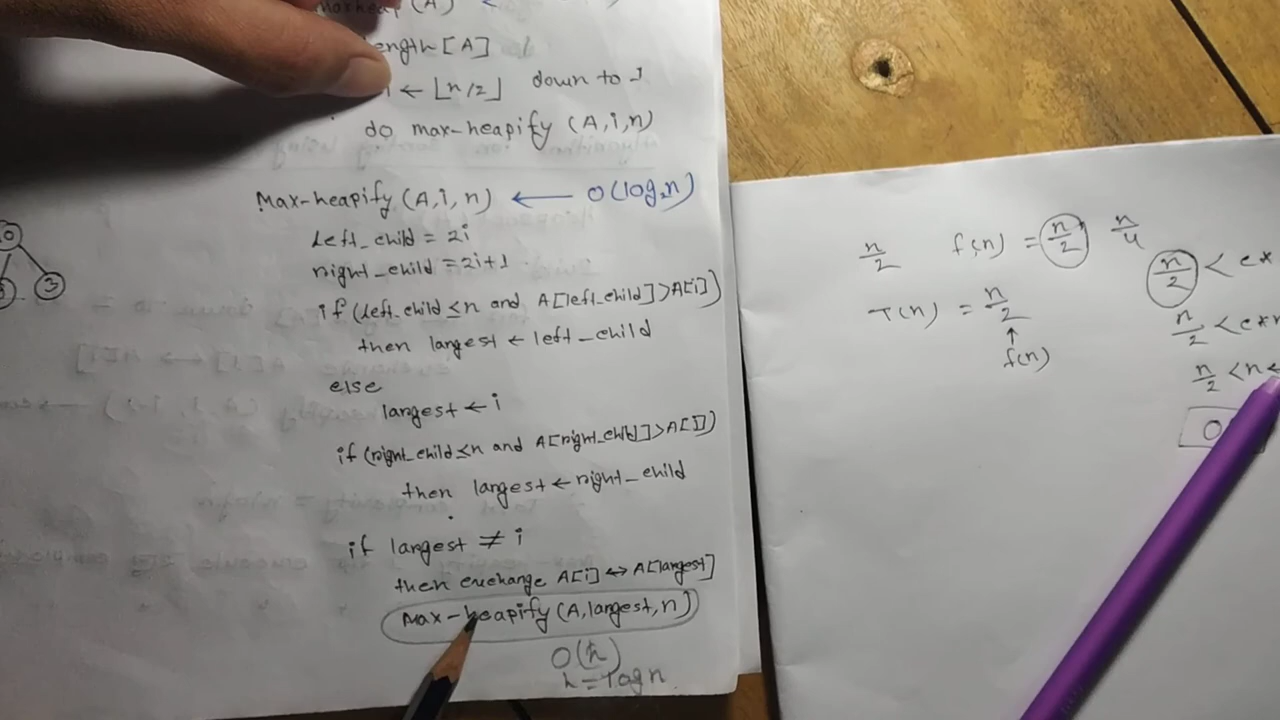 (A) ←
length[A]
i ← ⌊n/2⌋ down to 1
do max-heapify (A,i,n)
Max-heapify (A,i,n) ← O(log₂n)
Left_child = 2i
right_child = 2i+1
if (left_child ≤ n and A[left_child] > A[i])
then largest ← left_child
else
largest ← i
if (right_child ≤ n and A[right_child] > A[i])
then largest ← right_child
if largest ≠ i
then exchange A[i] ↔ A[largest]
Max-heapify (A, largest, n)
O(h)
h = log n
3
n/2 f(n) = n/2 n/4
T(n) = n/2
↑
f(n)
n/2 < c×
n/2 < c×n
n/2 < n
O